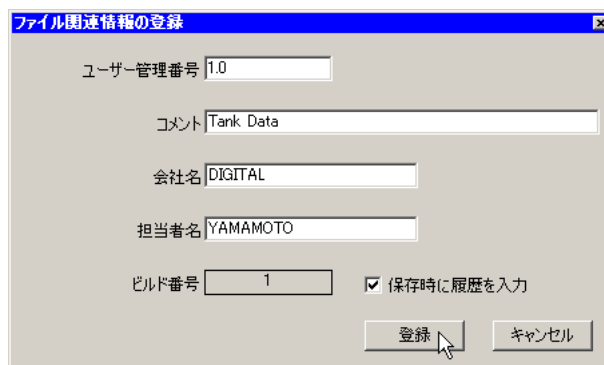 ファイル関連情報の登録
ユーザー管理番号 1.0
コメント Tank Data
会社名 DIGITAL
担当者名 YAMAMOTO
ビルド番号 1 保存時に履歴を入力
登録 キャンセル